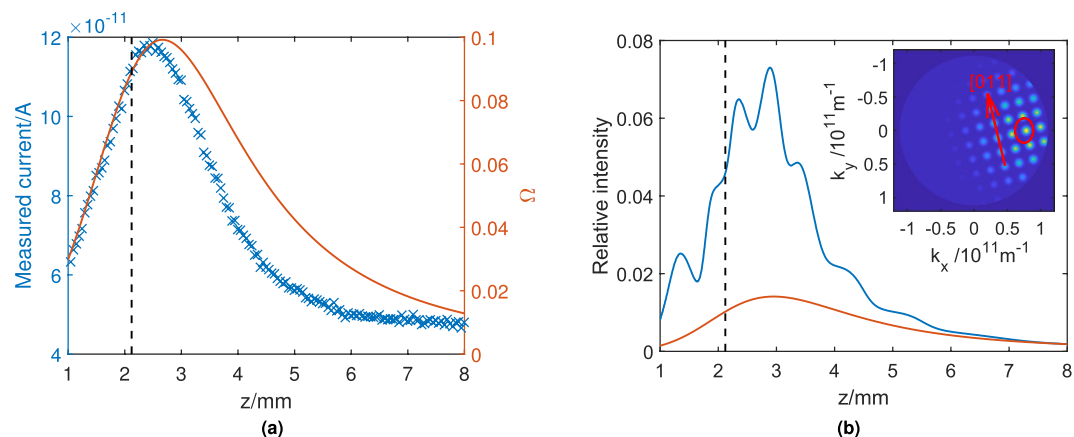 ×10⁻¹¹
12
10
8
6
4
Measured current/A
0.1
0.08
0.06
0.04
0.02
0
Ω
1 2 3 4 5 6 7 8
z/mm
(a)
0.08
0.06
0.04
0.02
0
Relative intensity
1 2 3 4 5 6 7 8
z/mm
(b)
-1
-0.5
0
0.5
1
k_y /10¹¹m⁻¹
[011]
-1 -0.5 0 0.5 1
k_x /10¹¹m⁻¹